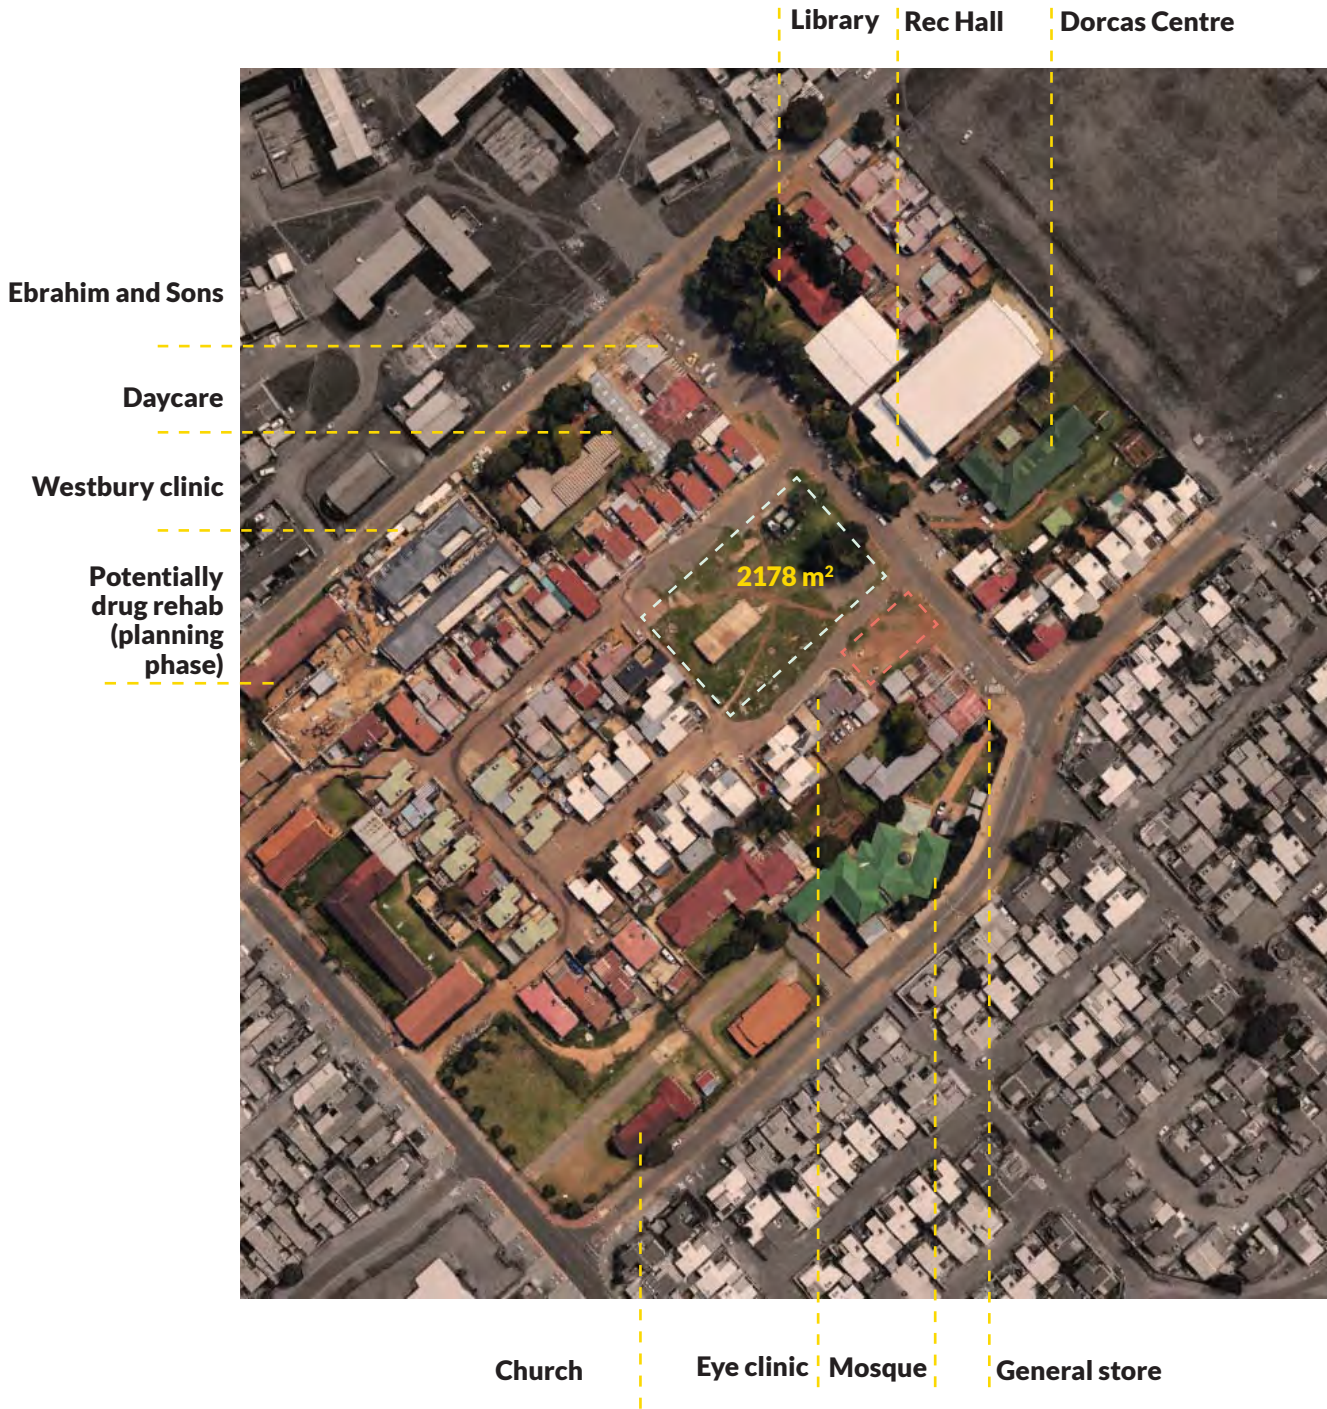 Library
Rec Hall
Dorcas Centre
Ebrahim and Sons
Daycare
Westbury clinic
Potentially
drug rehab
(planning
phase)
2178 m²
Church
Eye clinic
Mosque
General store